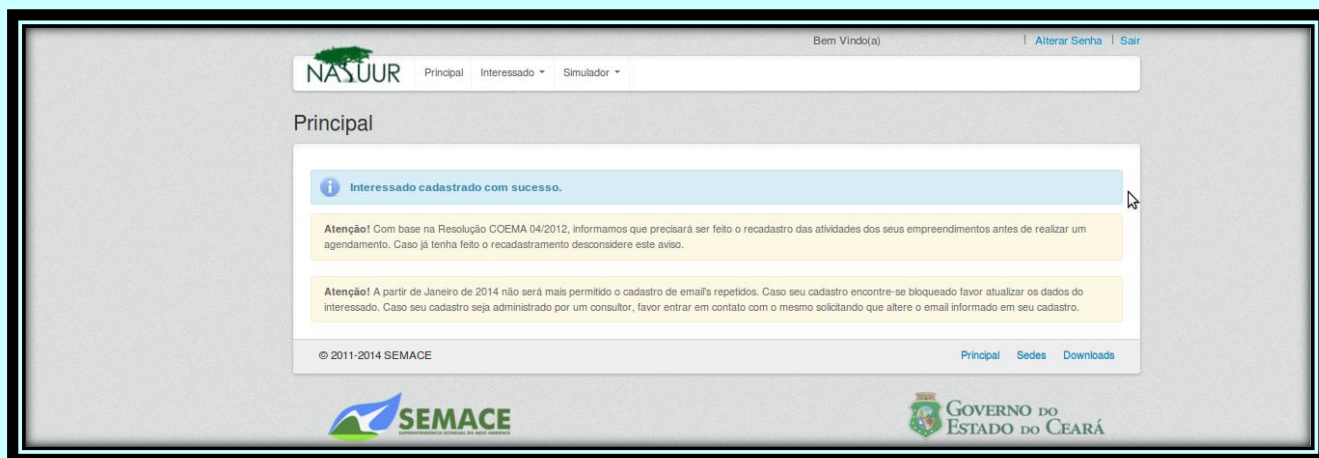 Bem Vindo(a) | Alterar Senha | Sair
NATUUR Principal Interessado Simulador
Principal
Interessado cadastrado com sucesso.
Atenção! Com base na Resolução COEMA 04/2012, informamos que precisará ser feito o recadastro das atividades dos seus empreendimentos antes de realizar um
agendamento. Caso já tenha feito o recadastramento desconsidere este aviso.
Atenção! A partir de Janeiro de 2014 não será mais permitido o cadastro de email's repetidos. Caso seu cadastro encontre-se bloqueado favor atualizar os dados do
interessado. Caso seu cadastro seja administrado por um consultor, favor entrar em contato com o mesmo solicitando que altere o email informado em seu cadastro.
© 2011-2014 SEMACE Principal Sedes Downloads
SEMACE
SUPERINTENDÊNCIA ESTADUAL DO MEIO AMBIENTE
GOVERNO DO
ESTADO DO CEARÁ